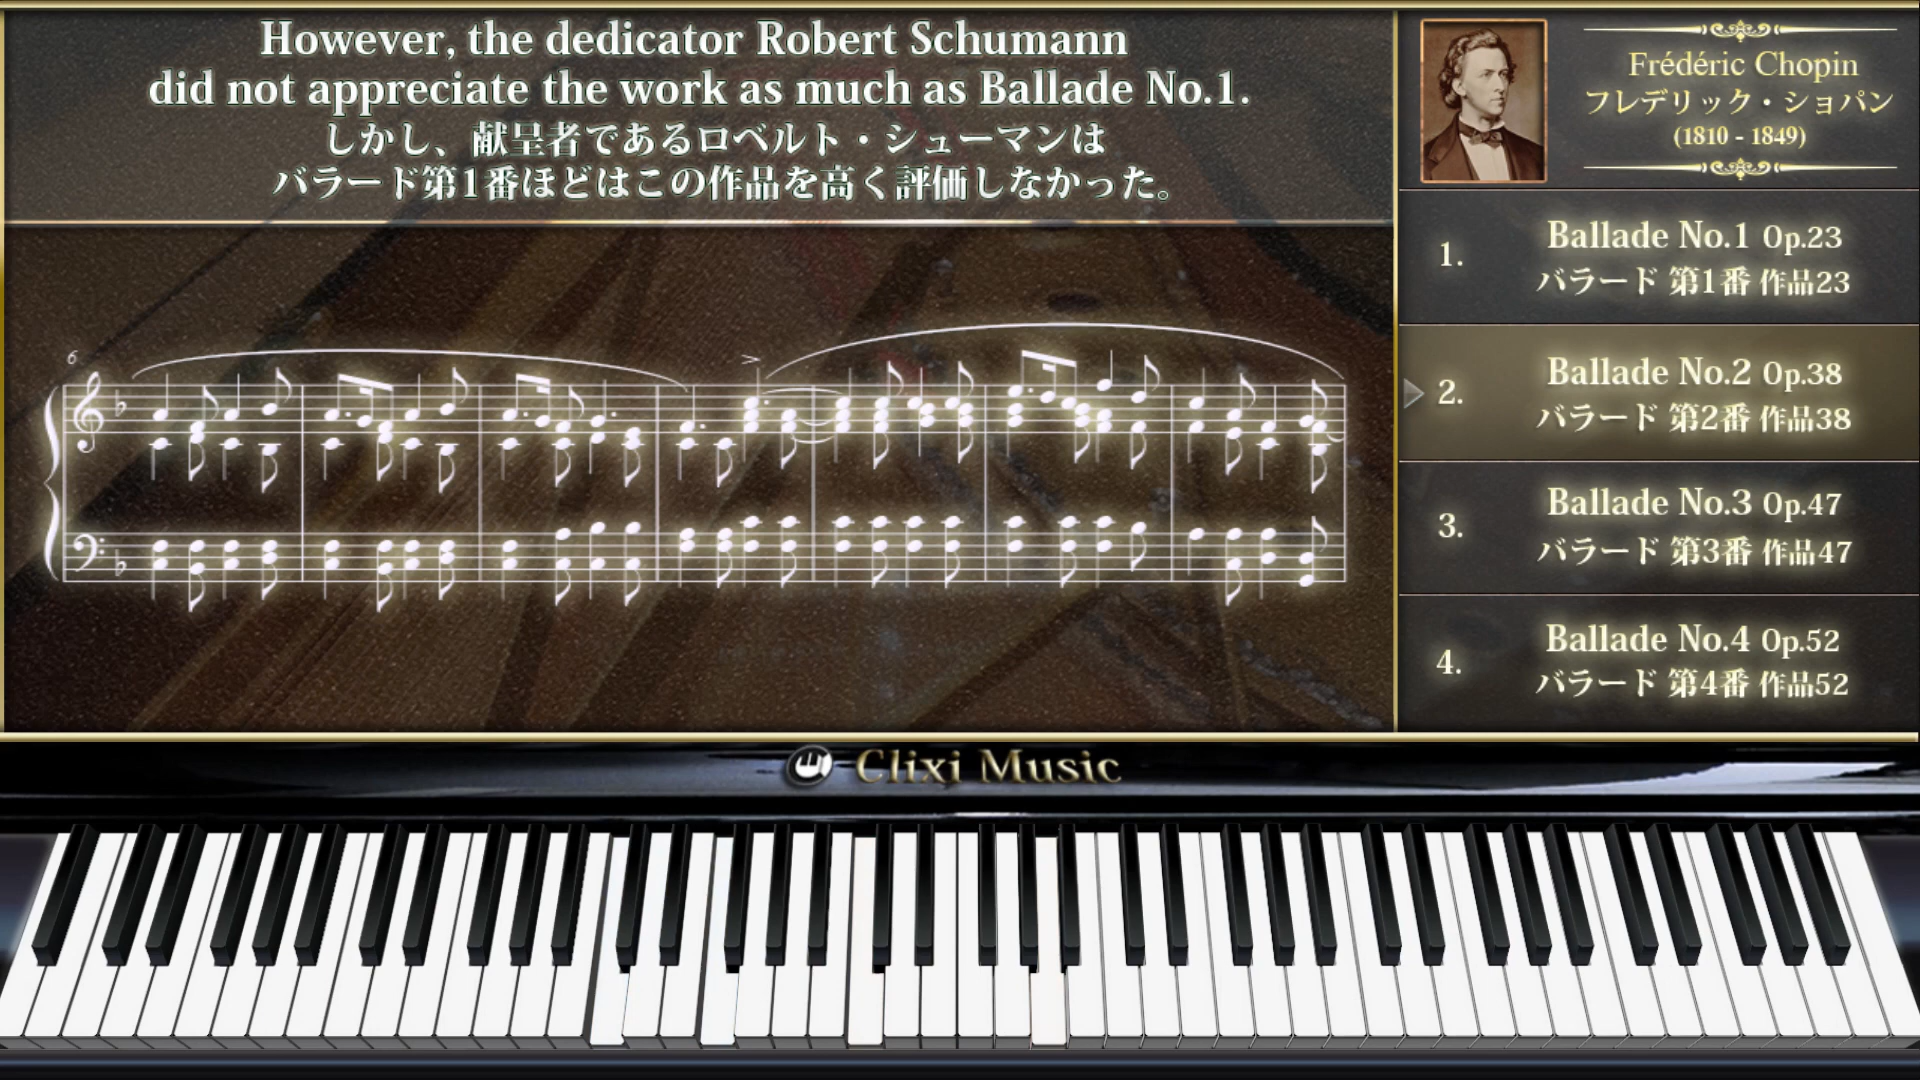 However, the dedicator Robert Schumann
did not appreciate the work as much as Ballade No.1.
しかし、献呈者であるロベルト・シューマンは
バラード第1番ほどはこの作品を高く評価しなかった。
6
Frédéric Chopin
フレデリック・ショパン
(1810 - 1849)
1.
Ballade No.1 Op.23
バラード 第1番 作品23
2.
Ballade No.2 Op.38
バラード 第2番 作品38
3.
Ballade No.3 Op.47
バラード 第3番 作品47
4.
Ballade No.4 Op.52
バラード 第4番 作品52
Clixi Music